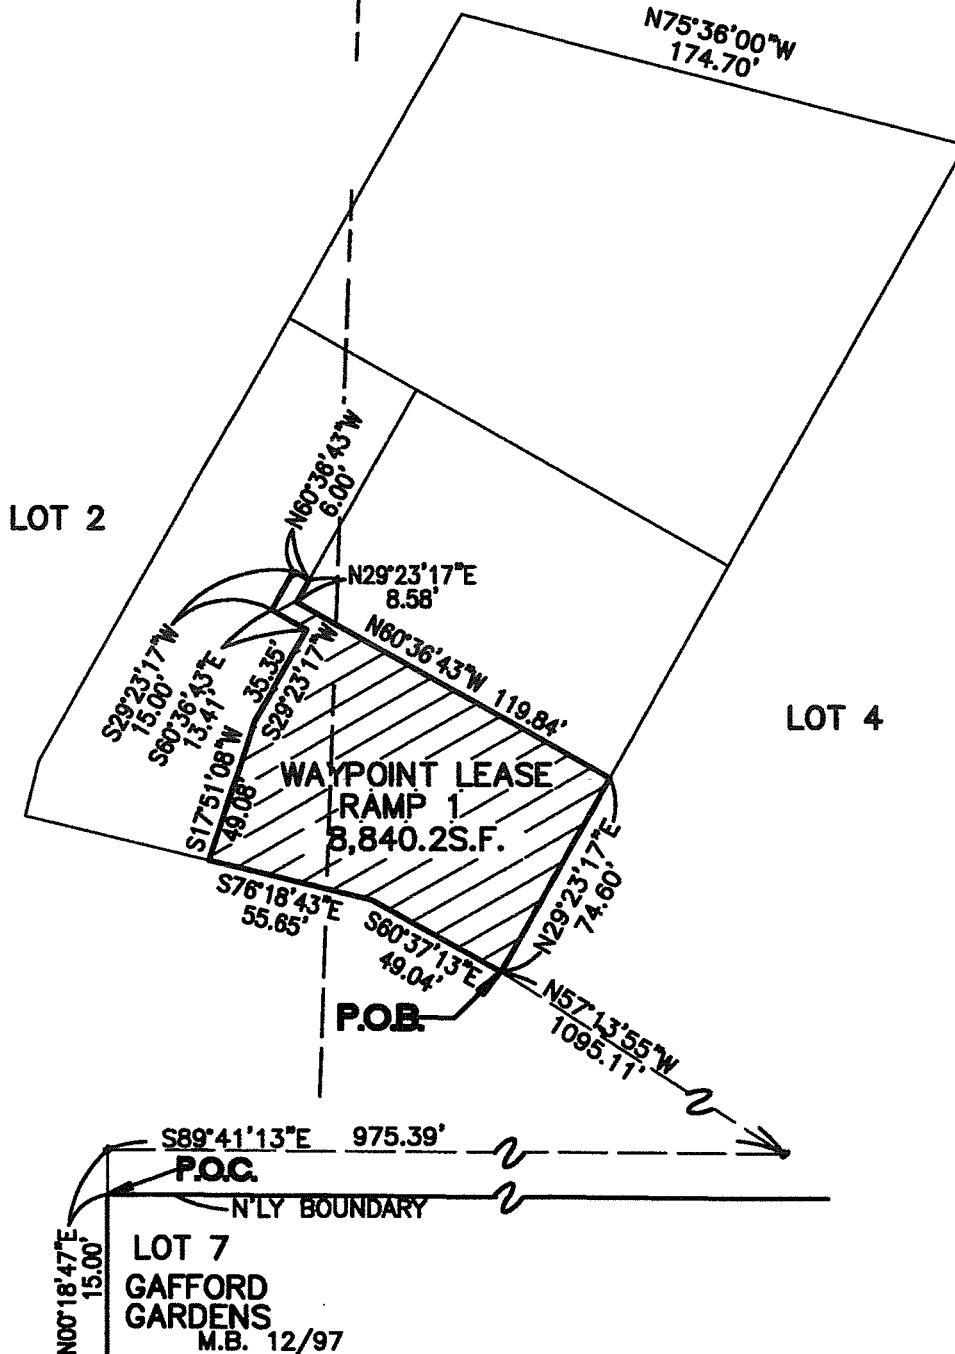 N75°36'00"W
174.70'
N60°36'43"W
6.00'
LOT 2
N29°23'17"E
8.58'
N60°36'43"W 119.84'
S29°23'17"W
15.00'
S60°36'43"E
13.41'
35.35'
S29°23'17"W
LOT 4
S17°51'08"W
49.08'
WAYPOINT LEASE
RAMP 1
8,840.2S.F.
N29°23'17"E
74.60'
S76°18'43"E
55.65'
S60°37'13"E
49.04'
P.O.B.
N57°13'55"W
1095.11'
S89°41'13"E 975.39'
P.O.C.
N'LY BOUNDARY
N00°18'47"E
15.00'
LOT 7
GAFFORD
GARDENS
M.B. 12/97